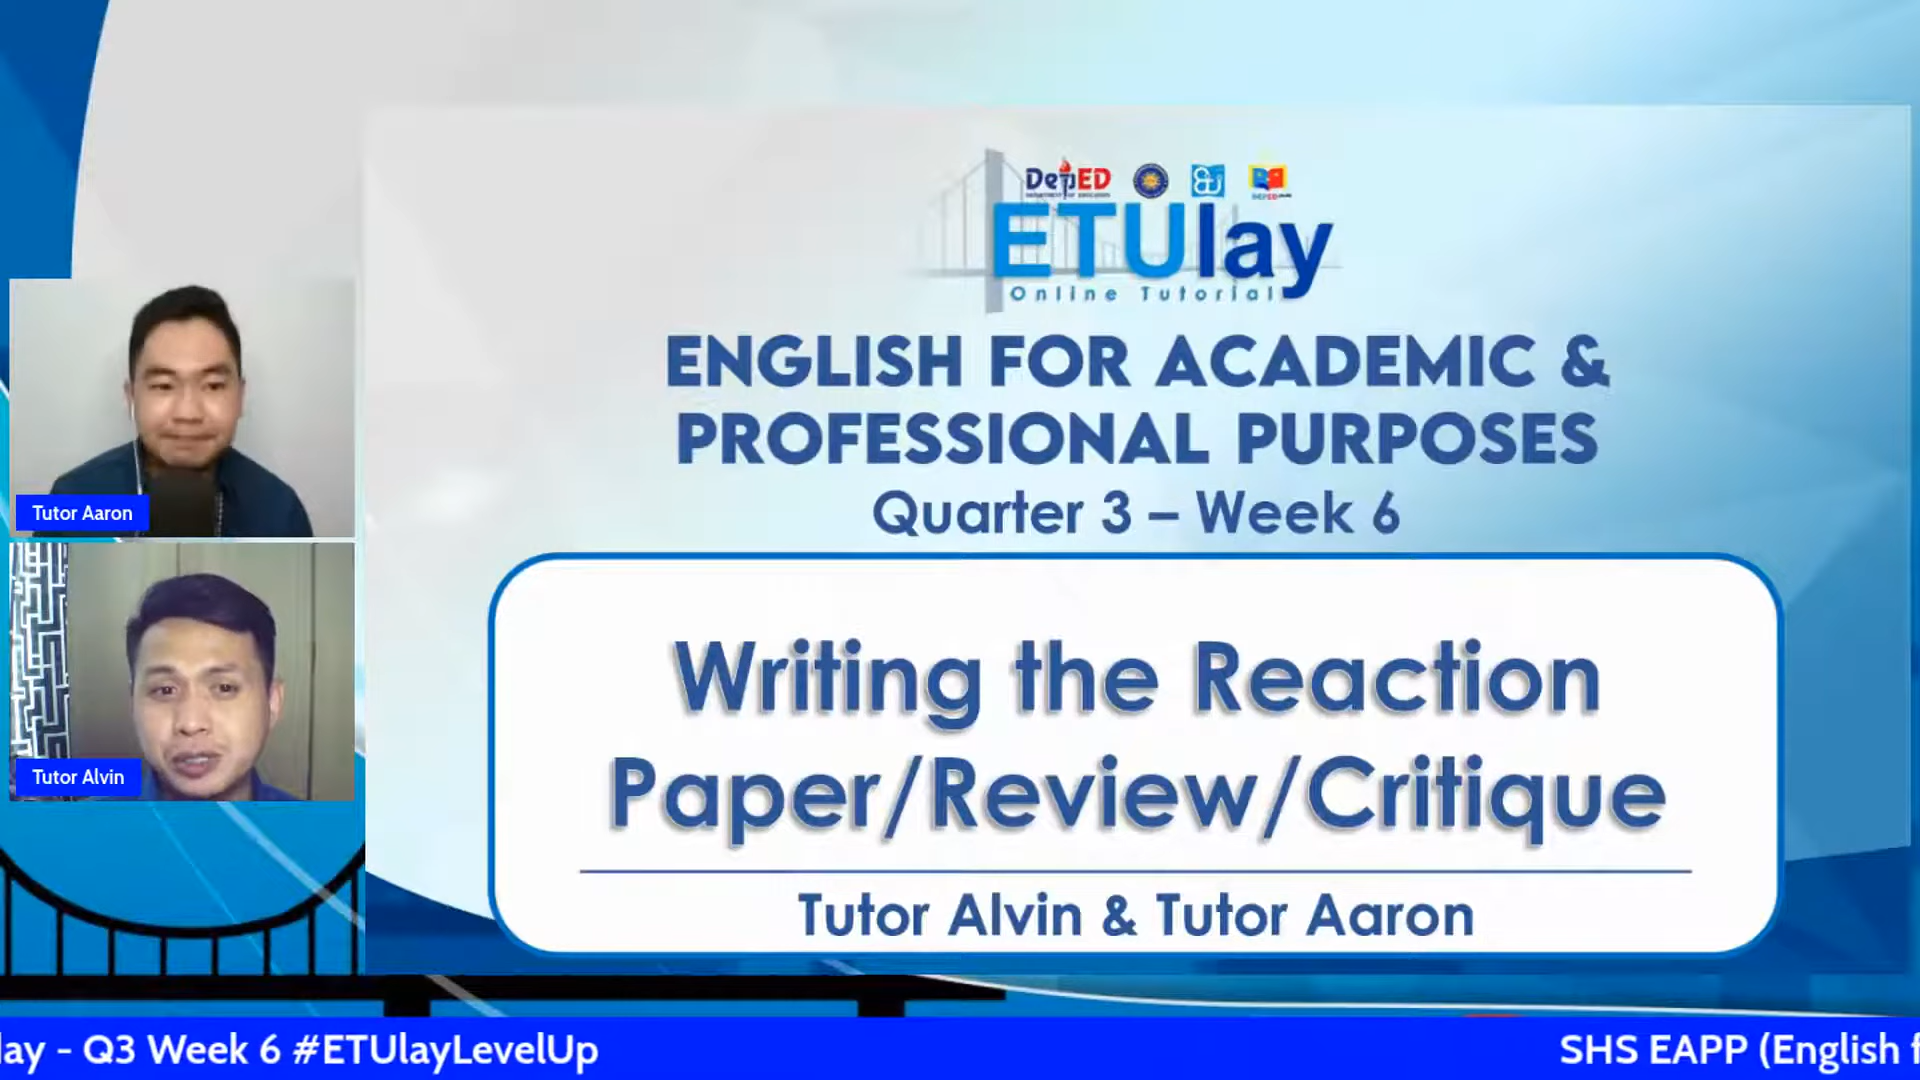 DepED
ETUlay
Online Tutorial
ENGLISH FOR ACADEMIC &
PROFESSIONAL PURPOSES
Quarter 3 – Week 6
Writing the Reaction
Paper/Review/Critique
Tutor Alvin & Tutor Aaron
Tutor Aaron
Tutor Alvin
lay - Q3 Week 6 #ETUlayLevelUp
SHS EAPP (English f